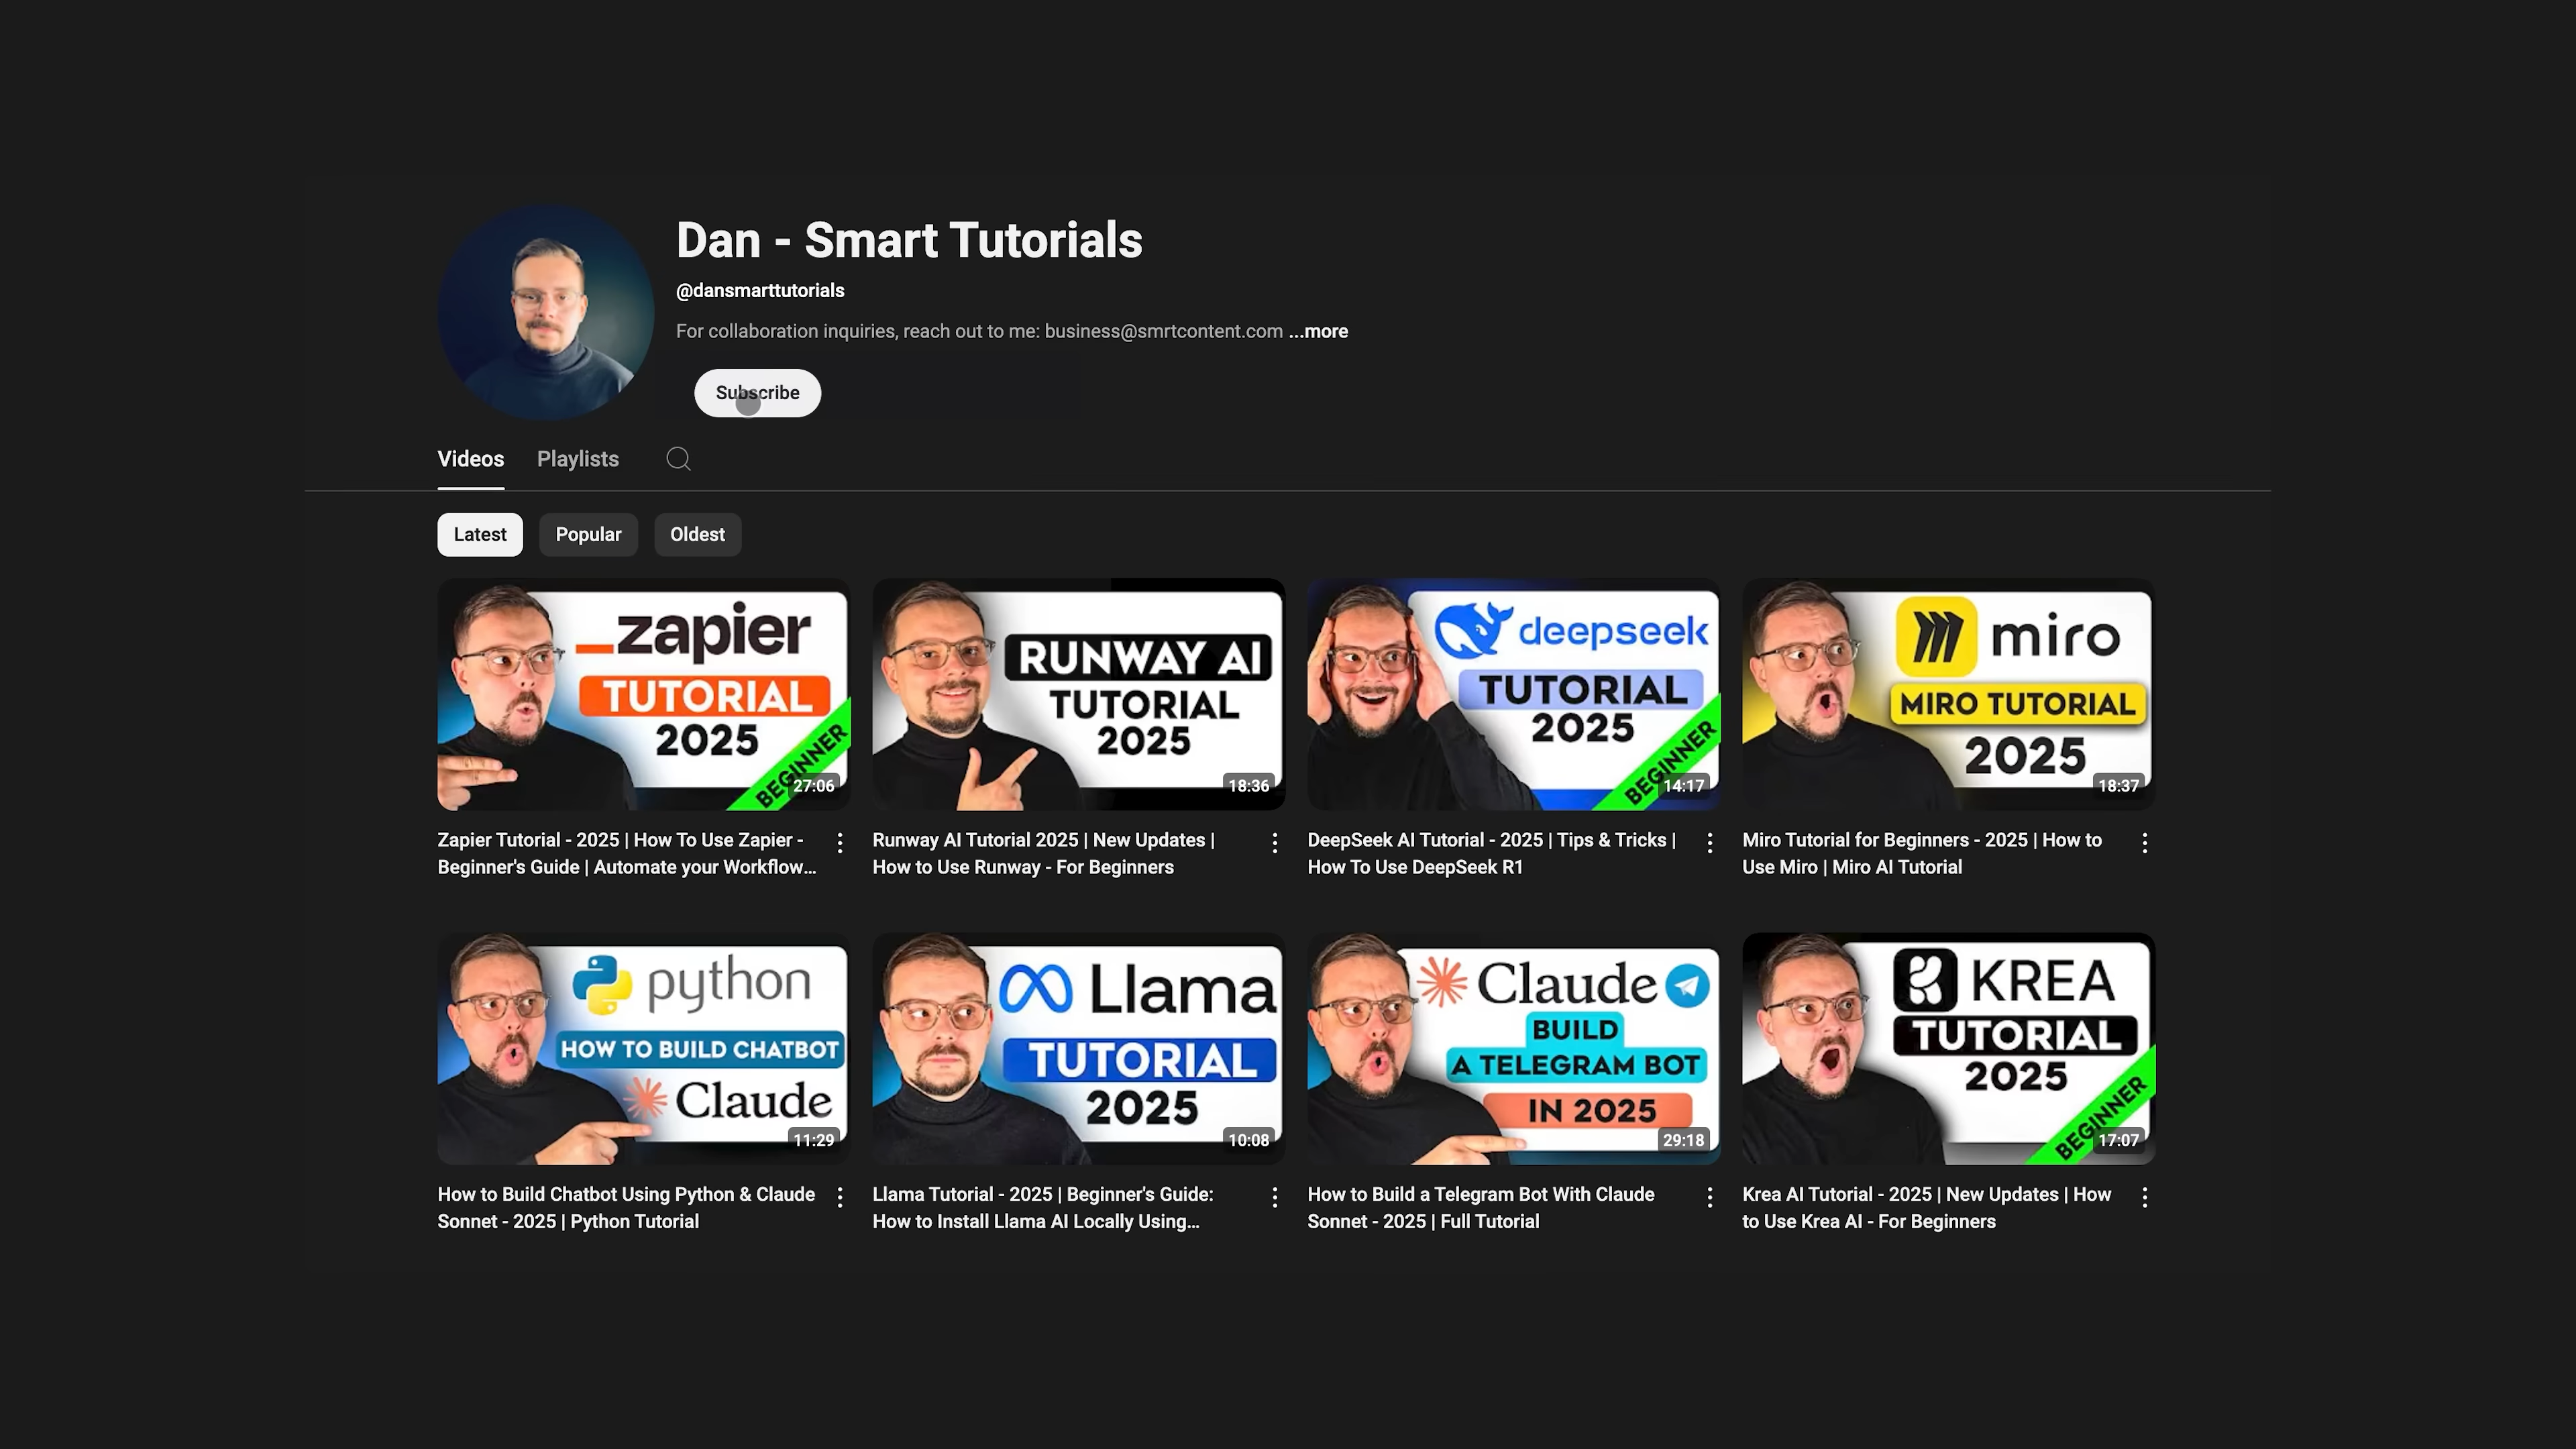 Dan - Smart Tutorials
@dansmarttutorials
For collaboration inquiries, reach out to me: business@smrtcontent.com ...more
Subscribe
Videos Playlists
Latest Popular Oldest
zapier
TUTORIAL
2025
BEGINNER
27:06
Zapier Tutorial - 2025 | How To Use Zapier -
Beginner's Guide | Automate your Workflow...
RUNWAY AI
TUTORIAL
2025
18:36
Runway AI Tutorial 2025 | New Updates |
How to Use Runway - For Beginners
deepseek
TUTORIAL
2025
BEGINNER
14:17
DeepSeek AI Tutorial - 2025 | Tips & Tricks |
How To Use DeepSeek R1
miro
MIRO TUTORIAL
2025
18:37
Miro Tutorial for Beginners - 2025 | How to
Use Miro | Miro AI Tutorial
python
HOW TO BUILD CHATBOT
Claude
11:29
How to Build Chatbot Using Python & Claude
Sonnet - 2025 | Python Tutorial
Llama
TUTORIAL
2025
10:08
Llama Tutorial - 2025 | Beginner's Guide:
How to Install Llama AI Locally Using...
Claude
BUILD
A TELEGRAM BOT
IN 2025
29:18
How to Build a Telegram Bot With Claude
Sonnet - 2025 | Full Tutorial
KREA
TUTORIAL
2025
BEGINNER
17:07
Krea AI Tutorial - 2025 | New Updates | How
to Use Krea AI - For Beginners